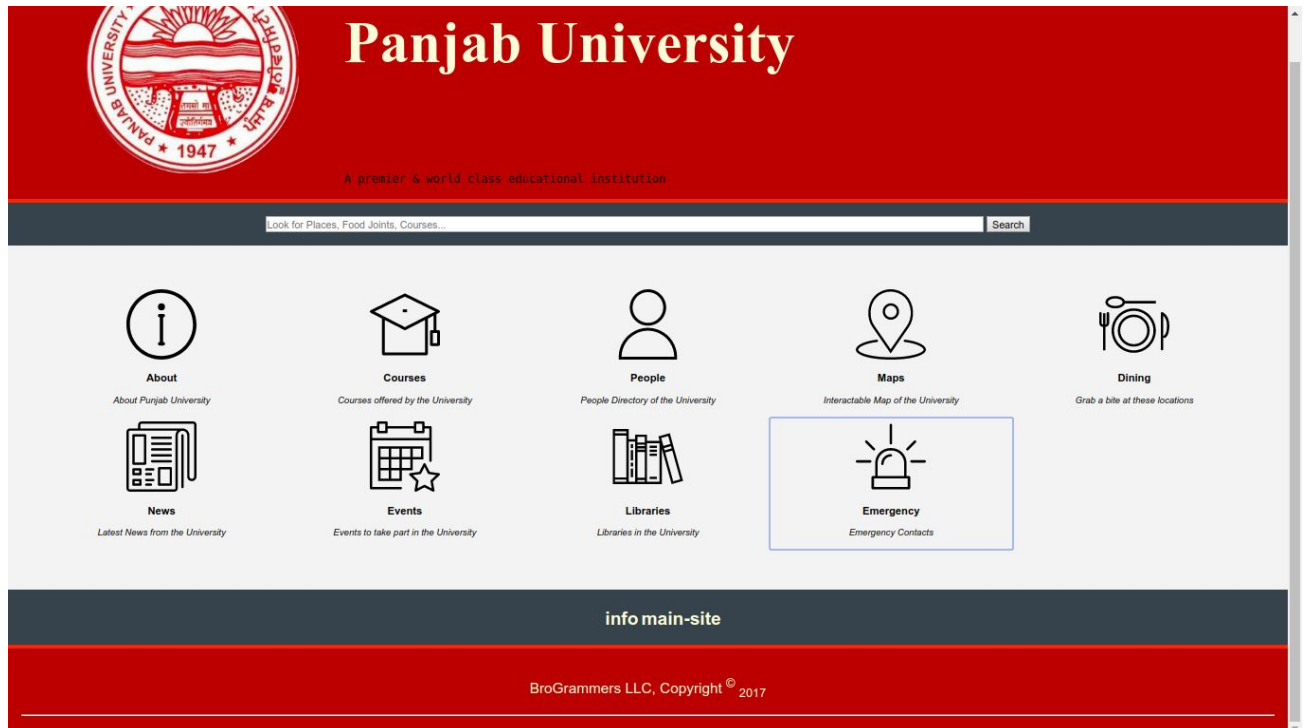 Panjab University
PANJAB UNIVERSITY
ਪੰਜਾਬ ਯੂਨੀਵਰਸਿਟੀ
तमसो मा
ज्योतिर्गमय
* 1947 *
A premier & world class educational institution
Look for Places, Food Joints, Courses...
Search
About
Courses
People
Maps
Dining
About Punjab University
Courses offered by the University
People Directory of the University
Interactable Map of the University
Grab a bite at these locations
News
Events
Libraries
Emergency
Latest News from the University
Events to take part in the University
Libraries in the University
Emergency Contacts
info main-site
BroGrammers LLC, Copyright © 2017